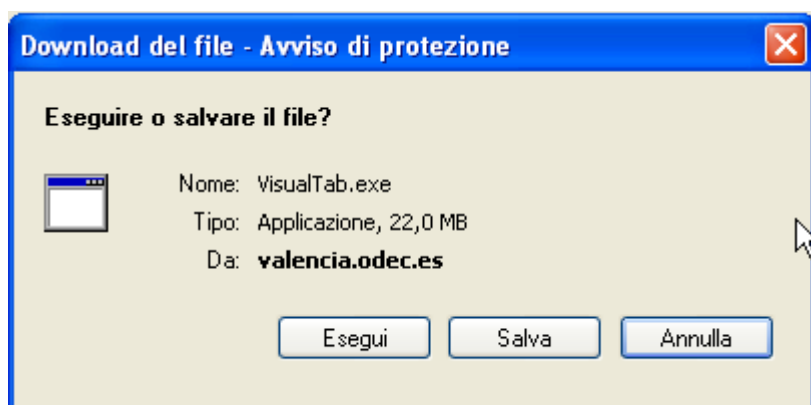 Download del file - Avviso di protezione
Eseguire o salvare il file?
Nome: VisualTab.exe
Tipo: Applicazione, 22,0 MB
Da: valencia.odec.es
Esegui Salva Annulla